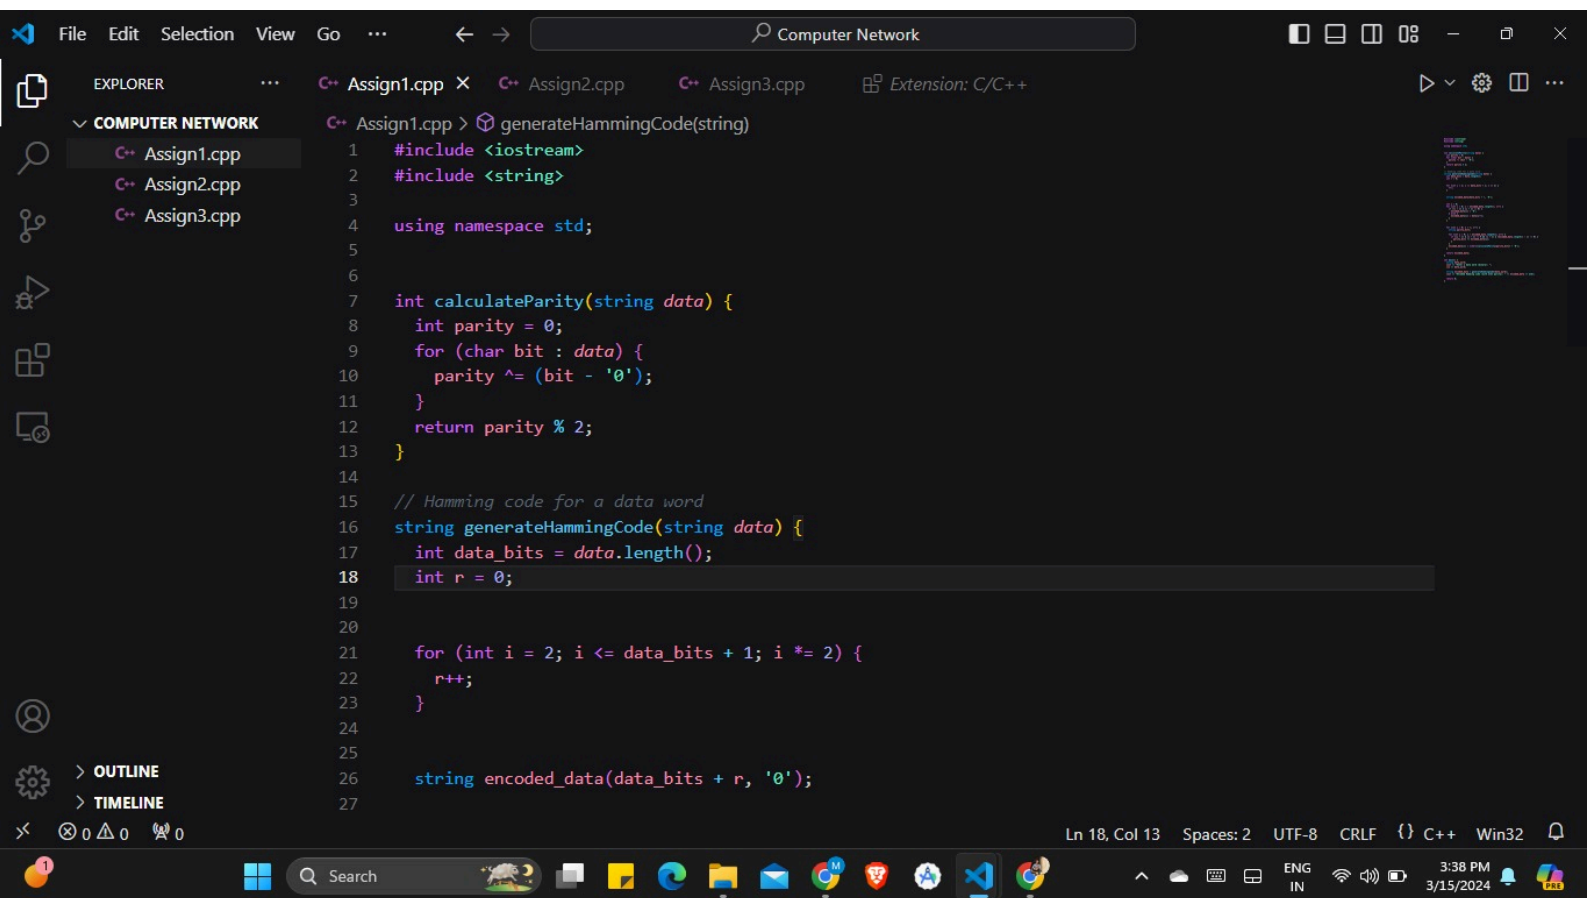 File Edit Selection View Go ··· Computer Network
EXPLORER ···
C++ Assign1.cpp × C++ Assign2.cpp C++ Assign3.cpp Extension: C/C++
COMPUTER NETWORK
C++ Assign1.cpp
C++ Assign2.cpp
C++ Assign3.cpp
C++ Assign1.cpp > generateHammingCode(string)
1 #include <iostream>
2 #include <string>
3
4 using namespace std;
5
6
7 int calculateParity(string data) {
8 int parity = 0;
9 for (char bit : data) {
10 parity ^= (bit - '0');
11 }
12 return parity % 2;
13 }
14
15 // Hamming code for a data word
16 string generateHammingCode(string data) {
17 int data_bits = data.length();
18 int r = 0;
19
20
21 for (int i = 2; i <= data_bits + 1; i *= 2) {
22 r++;
23 }
24
25
26 string encoded_data(data_bits + r, '0');
27
OUTLINE
TIMELINE
0 0 0 Ln 18, Col 13 Spaces: 2 UTF-8 CRLF {} C++ Win32
1 Search M ENG IN 3:38 PM 3/15/2024 PRE